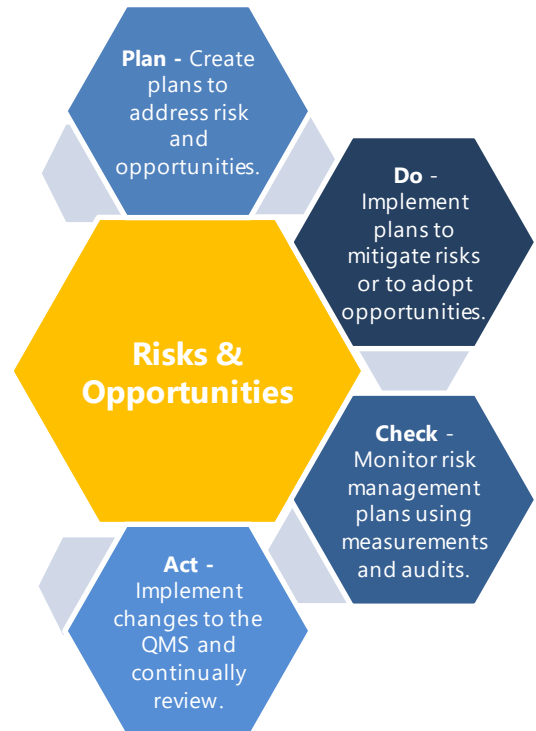 Plan - Create
plans to
address risk
and
opportunities.
Do -
Implement
plans to
mitigate risks
or to adopt
opportunities.
Risks &
Opportunities
Check -
Monitor risk
management
plans using
measurements
and audits.
Act -
Implement
changes to the
QMS and
continually
review.